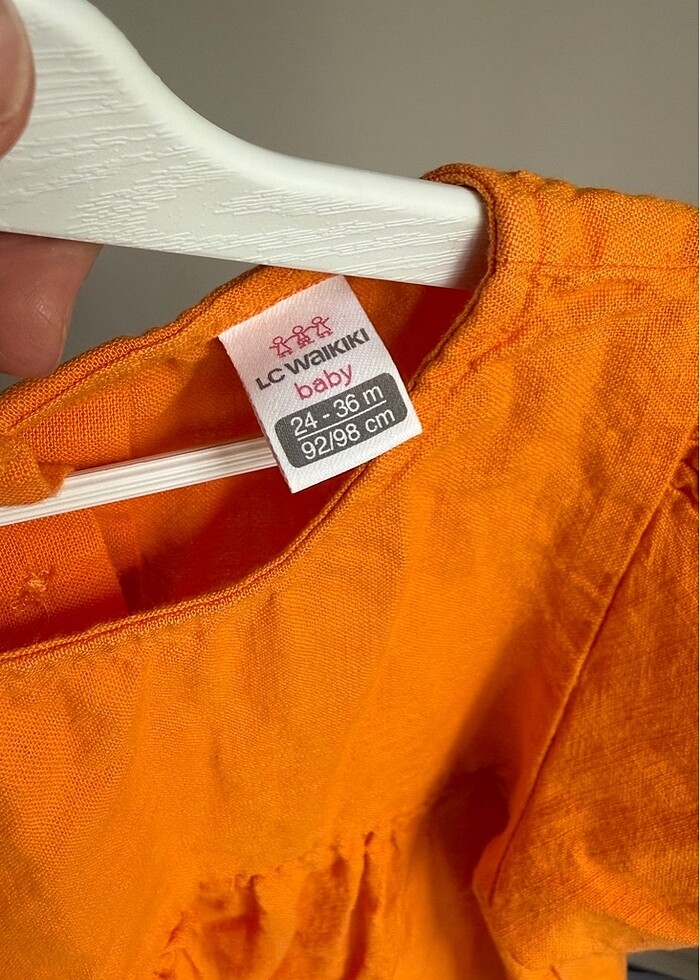 LC WAIKIKI
baby
24 - 36 m
92/98 cm